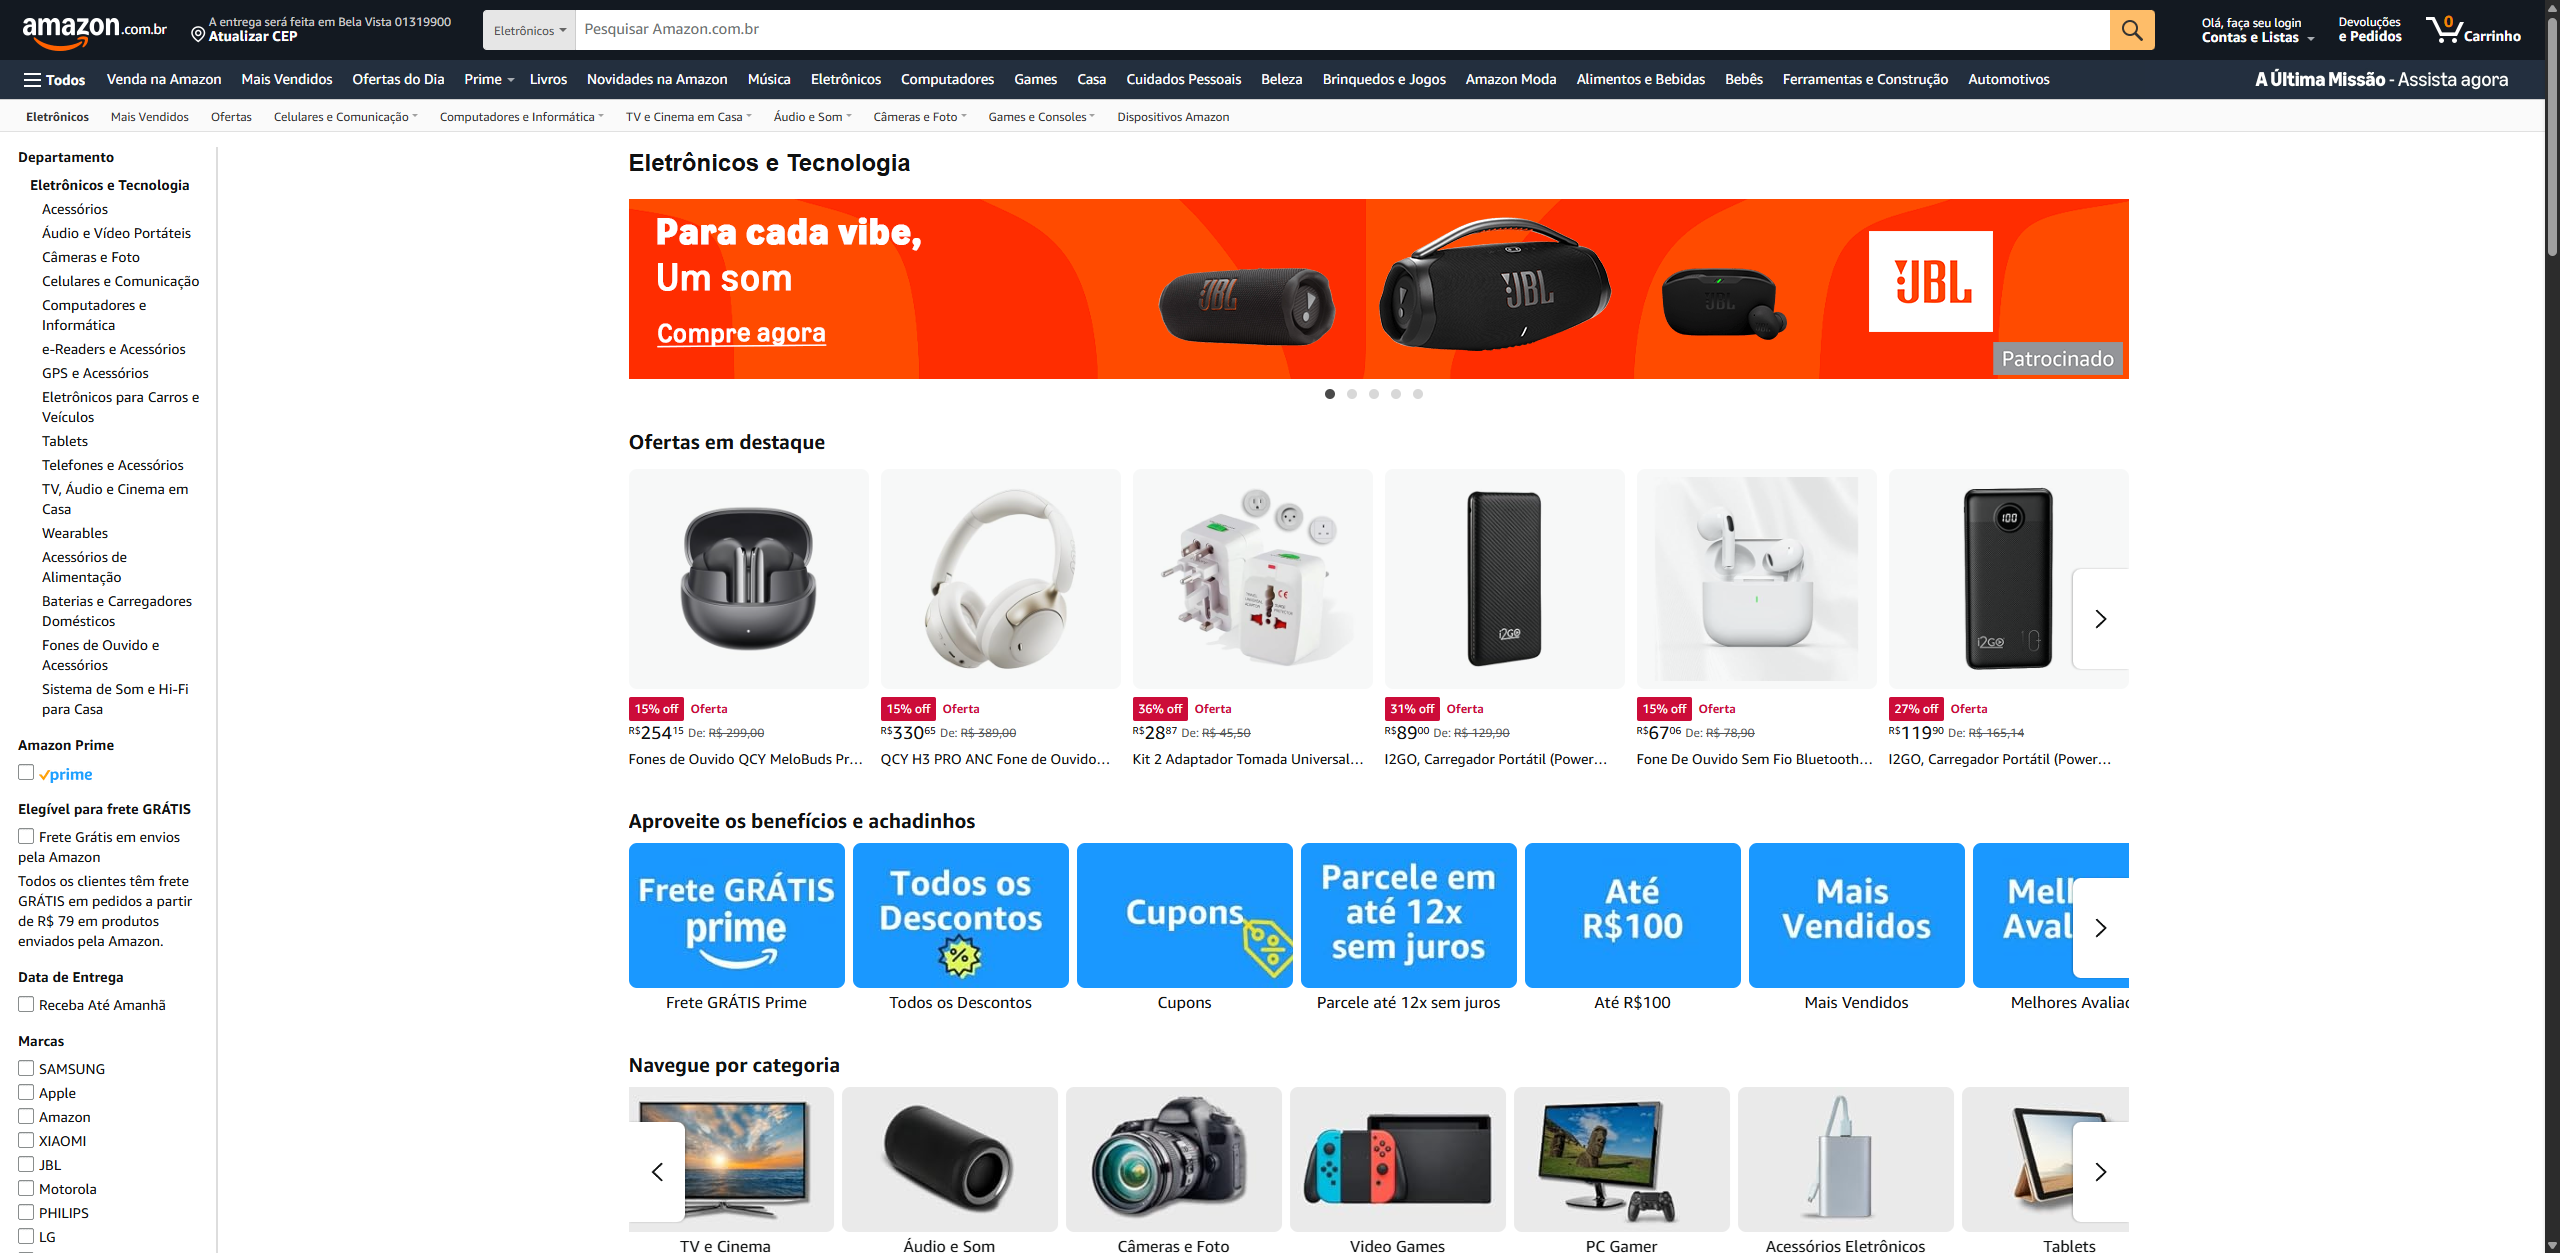 amazon.com.br
A entrega será feita em Bela Vista 01319900
Atualizar CEP
Eletrônicos
Pesquisar Amazon.com.br
Olá, faça seu login
Contas e Listas
Devoluções
e Pedidos
0
Carrinho
Todos
Venda na Amazon
Mais Vendidos
Ofertas do Dia
Prime
Livros
Novidades na Amazon
Música
Eletrônicos
Computadores
Games
Casa
Cuidados Pessoais
Beleza
Brinquedos e Jogos
Amazon Moda
Alimentos e Bebidas
Bebês
Ferramentas e Construção
Automotivos
A Última Missão - Assista agora
Eletrônicos
Mais Vendidos
Ofertas
Celulares e Comunicação
Computadores e Informática
TV e Cinema em Casa
Áudio e Som
Câmeras e Foto
Games e Consoles
Dispositivos Amazon
Departamento
Eletrônicos e Tecnologia
Acessórios
Áudio e Vídeo Portáteis
Câmeras e Foto
Celulares e Comunicação
Computadores e
Informática
e-Readers e Acessórios
GPS e Acessórios
Eletrônicos para Carros e
Veículos
Tablets
Telefones e Acessórios
TV, Áudio e Cinema em
Casa
Wearables
Acessórios de
Alimentação
Baterias e Carregadores
Domésticos
Fones de Ouvido e
Acessórios
Sistema de Som e Hi-Fi
para Casa
Amazon Prime
prime
Elegível para frete GRÁTIS
Frete Grátis em envios
pela Amazon
Todos os clientes têm frete
GRÁTIS em pedidos a partir
de R$ 79 em produtos
enviados pela Amazon.
Data de Entrega
Receba Até Amanhã
Marcas
SAMSUNG
Apple
Amazon
XIAOMI
JBL
Motorola
PHILIPS
LG
Eletrônicos e Tecnologia
Para cada vibe,
Um som
Compre agora
JBL
JBL
JBL
JBL
Patrocinado
Ofertas em destaque
i2GO
100
i2GO
10
15% off Oferta
R$25415 De: R$ 299,00
Fones de Ouvido QCY MeloBuds Pr...
15% off Oferta
R$33065 De: R$ 389,00
QCY H3 PRO ANC Fone de Ouvido...
36% off Oferta
R$2887 De: R$ 45,50
Kit 2 Adaptador Tomada Universal...
31% off Oferta
R$8900 De: R$ 129,90
I2GO, Carregador Portátil (Power...
15% off Oferta
R$6706 De: R$ 78,90
Fone De Ouvido Sem Fio Bluetooth...
27% off Oferta
R$11990 De: R$ 165,14
I2GO, Carregador Portátil (Power...
Aproveite os benefícios e achadinhos
Frete GRÁTIS
prime
Todos os
Descontos
%
Cupons
%
Parcele em
até 12x
sem juros
Até
R$100
Mais
Vendidos
Mel
Aval
Frete GRÁTIS Prime
Todos os Descontos
Cupons
Parcele até 12x sem juros
Até R$100
Mais Vendidos
Melhores Avaliac
Navegue por categoria
TV e Cinema
Áudio e Som
Câmeras e Foto
Video Games
PC Gamer
Acessórios Eletrônicos
Tablets